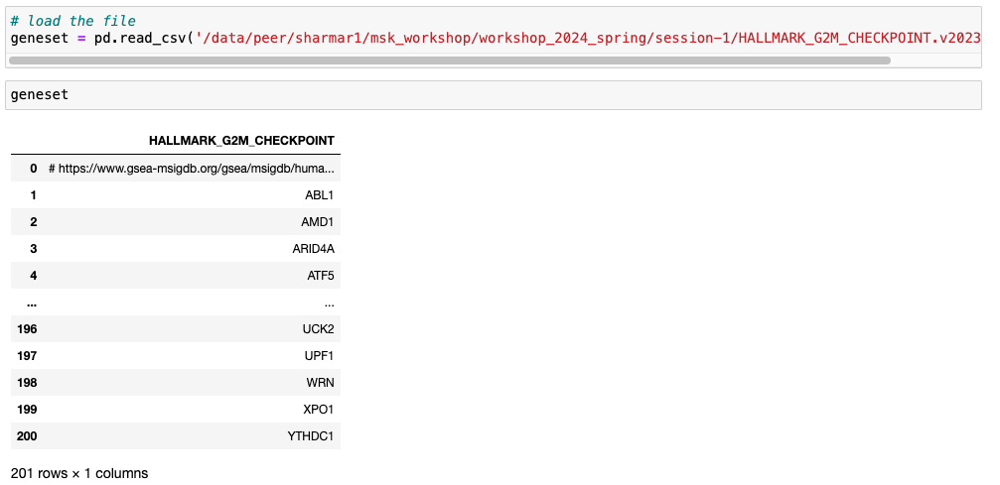 # load the file
geneset = pd.read_csv('/data/peer/sharmar1/msk_workshop/workshop_2024_spring/session-1/HALLMARK_G2M_CHECKPOINT.v2023
geneset
HALLMARK_G2M_CHECKPOINT
0 # https://www.gsea-msigdb.org/gsea/msigdb/huma...
1 ABL1
2 AMD1
3 ARID4A
4 ATF5
... ...
196 UCK2
197 UPF1
198 WRN
199 XPO1
200 YTHDC1
201 rows × 1 columns